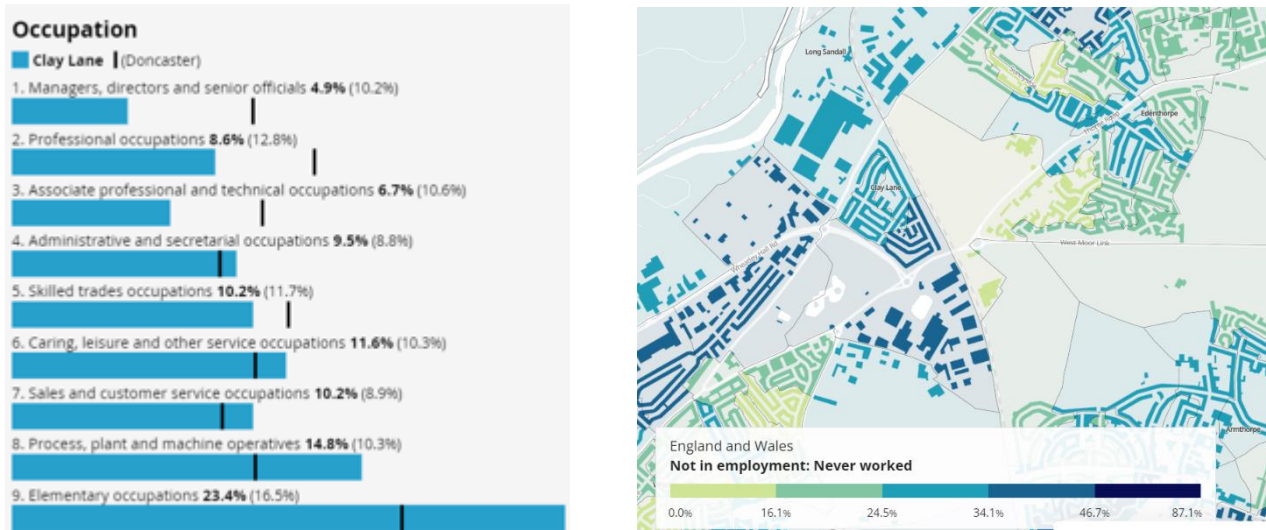 Occupation
Clay Lane (Doncaster)
1. Managers, directors and senior officials 4.9% (10.2%)
2. Professional occupations 8.6% (12.8%)
3. Associate professional and technical occupations 6.7% (10.6%)
4. Administrative and secretarial occupations 9.5% (8.8%)
5. Skilled trades occupations 10.2% (11.7%)
6. Caring, leisure and other service occupations 11.6% (10.3%)
7. Sales and customer service occupations 10.2% (8.9%)
8. Process, plant and machine operatives 14.8% (10.3%)
9. Elementary occupations 23.4% (16.5%)
Long Sandall
Edenthorpe
Thorne Road
Clay Lane
Wheatley Hall Rd
West Moor Link
Armthorpe
England and Wales
Not in employment: Never worked
0.0% 16.1% 24.5% 34.1% 46.7% 87.1%